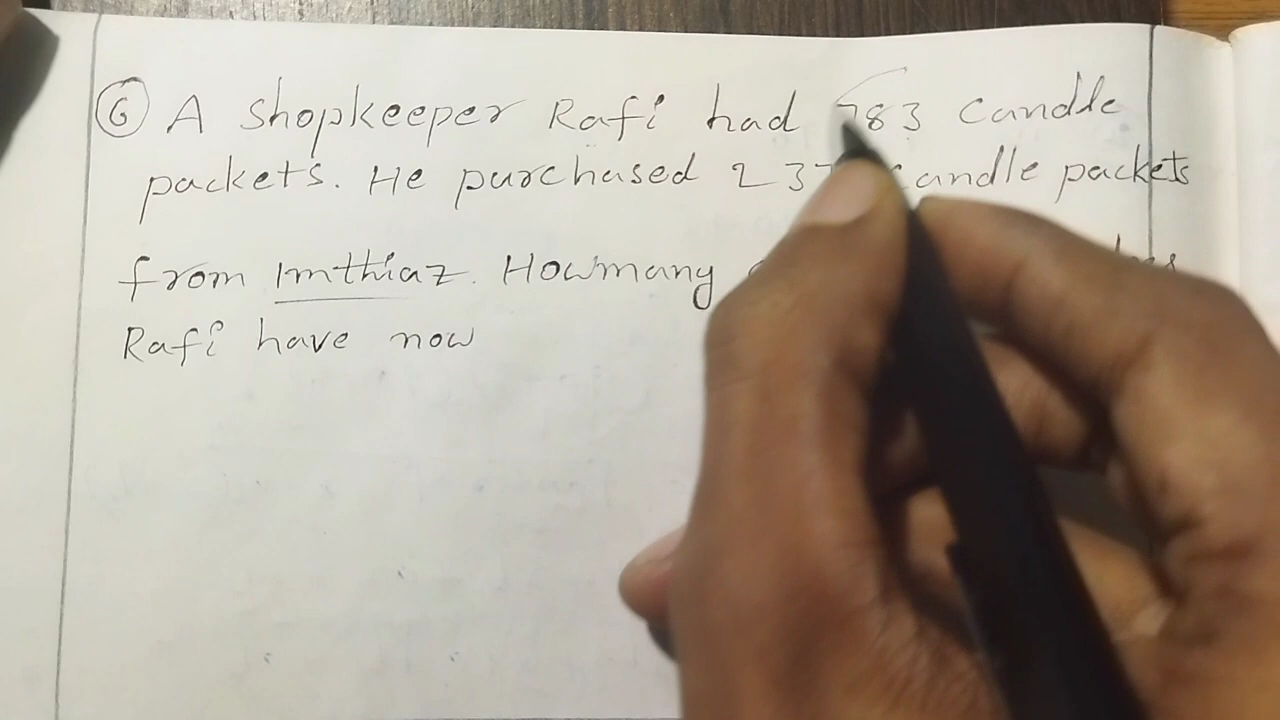 6 A Shopkeeper Rafi had 783 Candle
packets. He purchased 237 Candle packets
from Imthiaz. Howmany
Rafi have now